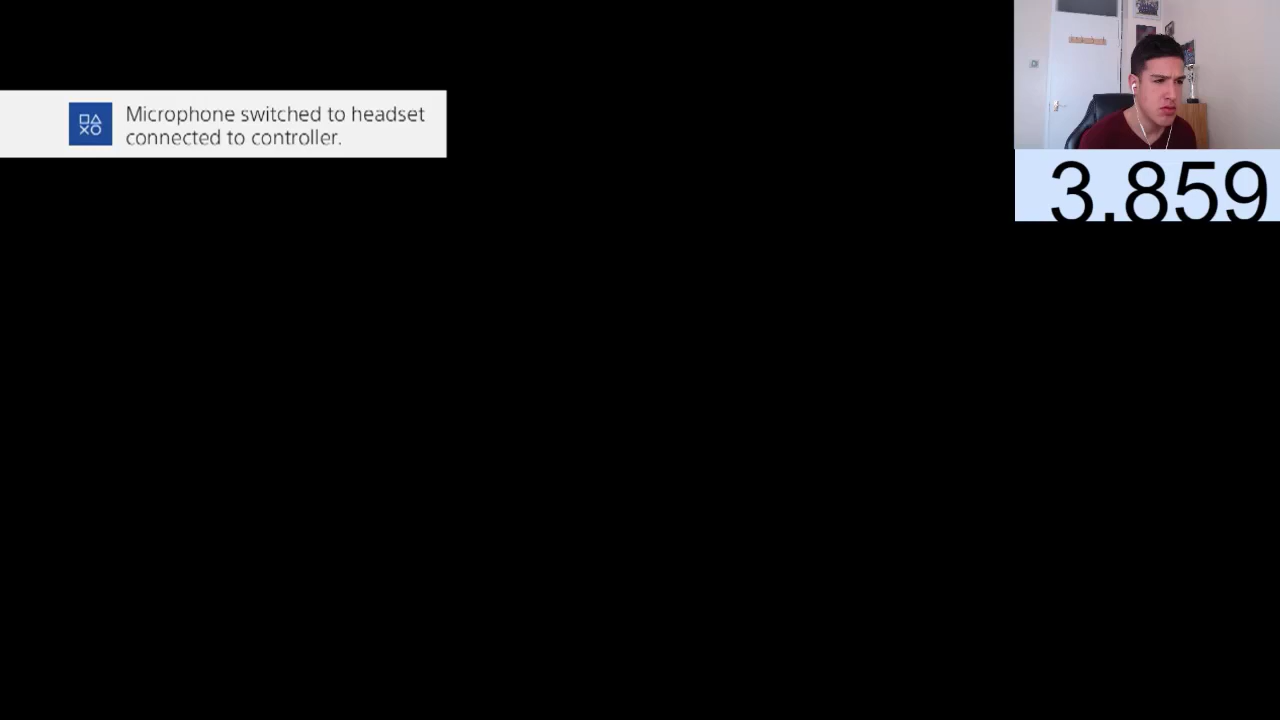 Microphone switched to headset
connected to controller.
3.859